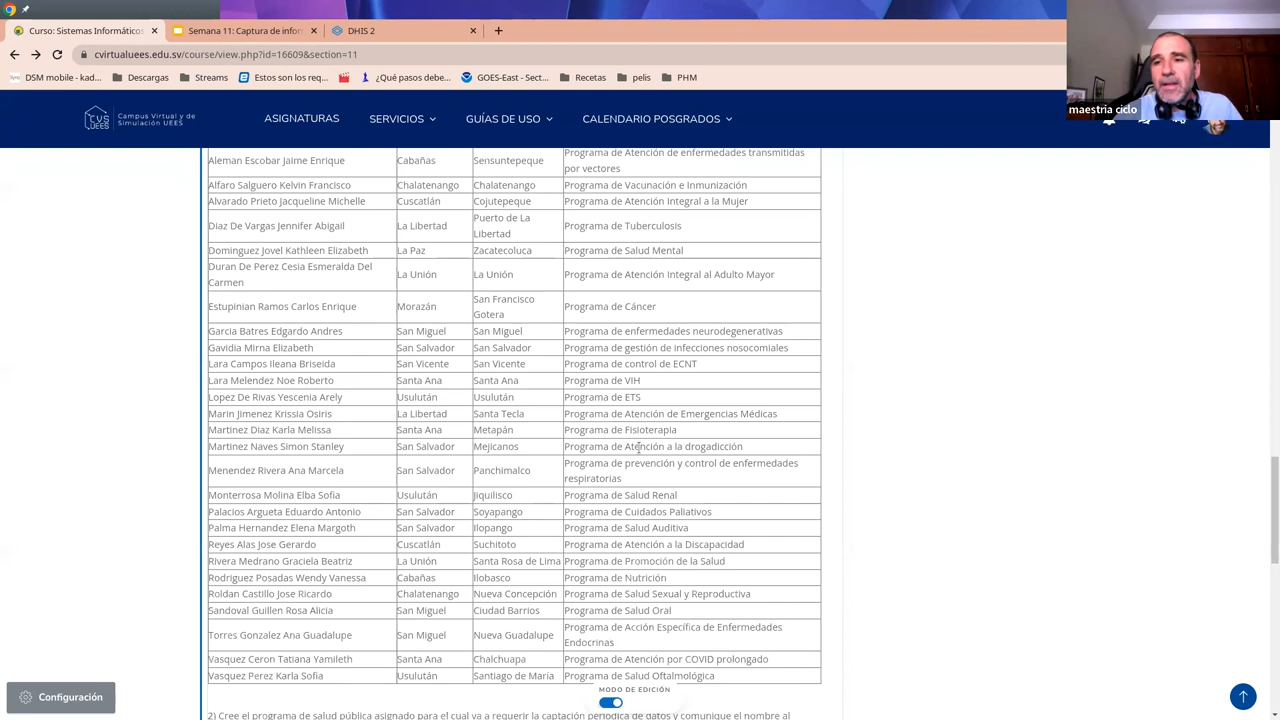 Curso: Sistemas Informáticos
Semana 11: Captura de infor
DHIS 2
cvirtualuees.edu.sv/course/view.php?id=16609&section=11
DSM mobile - kad...
Descargas
Streams
Estos son los req...
¿Qué pasos debe...
GOES-East - Sect...
Recetas
pelis
PHM
maestria ciclo
CVS UEES
Campus Virtual y de
Simulación UEES
ASIGNATURAS
SERVICIOS
GUÍAS DE USO
CALENDARIO POSGRADOS
Aleman Escobar Jaime Enrique Cabañas Sensuntepeque Programa de Atención de enfermedades transmitidas
por vectores
Alfaro Salguero Kelvin Francisco Chalatenango Chalatenango Programa de Vacunación e Inmunización
Alvarado Prieto Jacqueline Michelle Cuscatlán Cojutepeque Programa de Atención Integral a la Mujer
Diaz De Vargas Jennifer Abigail La Libertad Puerto de La
Libertad Programa de Tuberculosis
Dominguez Jovel Kathleen Elizabeth La Paz Zacatecoluca Programa de Salud Mental
Duran De Perez Cesia Esmeralda Del
Carmen La Unión La Unión Programa de Atención Integral al Adulto Mayor
Estupinian Ramos Carlos Enrique Morazán San Francisco
Gotera Programa de Cáncer
Garcia Batres Edgardo Andres San Miguel San Miguel Programa de enfermedades neurodegenerativas
Gavidia Mirna Elizabeth San Salvador San Salvador Programa de gestión de infecciones nosocomiales
Lara Campos Ileana Briseida San Vicente San Vicente Programa de control de ECNT
Lara Melendez Noe Roberto Santa Ana Santa Ana Programa de VIH
Lopez De Rivas Yescenia Arely Usulután Usulután Programa de ETS
Marin Jimenez Krissia Osiris La Libertad Santa Tecla Programa de Atención de Emergencias Médicas
Martinez Diaz Karla Melissa Santa Ana Metapán Programa de Fisioterapia
Martinez Naves Simon Stanley San Salvador Mejicanos Programa de Atención a la drogadicción
Menendez Rivera Ana Marcela San Salvador Panchimalco Programa de prevención y control de enfermedades
respiratorias
Monterrosa Molina Elba Sofia Usulután Jiquilisco Programa de Salud Renal
Palacios Argueta Eduardo Antonio San Salvador Soyapango Programa de Cuidados Paliativos
Palma Hernandez Elena Margoth San Salvador Ilopango Programa de Salud Auditiva
Reyes Alas Jose Gerardo Cuscatlán Suchitoto Programa de Atención a la Discapacidad
Rivera Medrano Graciela Beatriz La Unión Santa Rosa de Lima Programa de Promoción de la Salud
Rodriguez Posadas Wendy Vanessa Cabañas Ilobasco Programa de Nutrición
Roldan Castillo Jose Ricardo Chalatenango Nueva Concepción Programa de Salud Sexual y Reproductiva
Sandoval Guillen Rosa Alicia San Miguel Ciudad Barrios Programa de Salud Oral
Torres Gonzalez Ana Guadalupe San Miguel Nueva Guadalupe Programa de Acción Específica de Enfermedades
Endocrinas
Vasquez Ceron Tatiana Yamileth Santa Ana Chalchuapa Programa de Atención por COVID prolongado
Vasquez Perez Karla Sofia Usulután Santiago de María Programa de Salud Oftalmológica
MODO DE EDICIÓN
Configuración
2) Cree el programa de salud pública asignado para el cual va a requerir la captación periodica de datos y comunique el nombre al